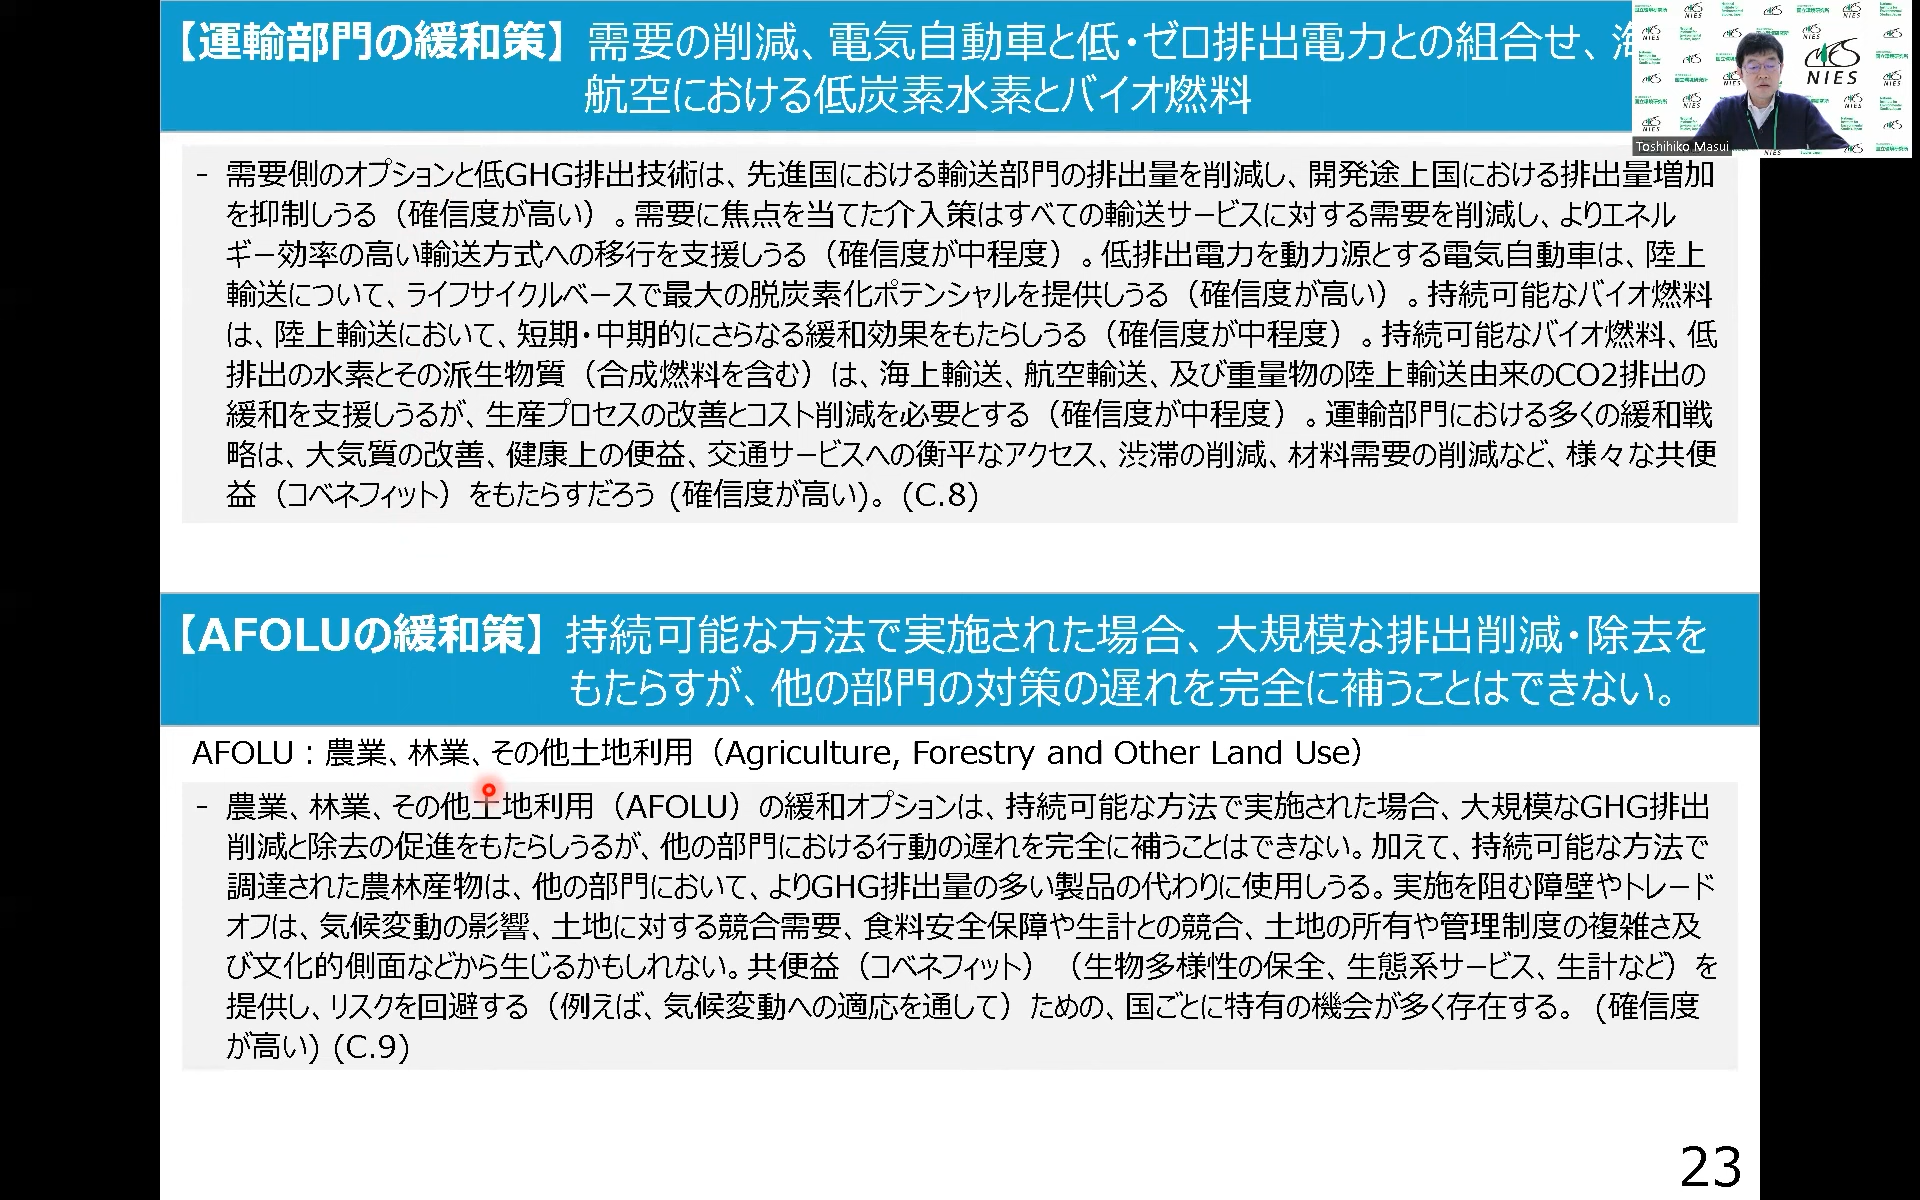 【運輸部門の緩和策】需要の削減、電気自動車と低・ゼロ排出電力との組合せ、海
航空における低炭素水素とバイオ燃料
NIES
Toshihiko Masui
- 需要側のオプションと低GHG排出技術は、先進国における輸送部門の排出量を削減し、開発途上国における排出量増加
を抑制しうる（確信度が高い）。需要に焦点を当てた介入策はすべての輸送サービスに対する需要を削減し、よりエネル
ギー効率の高い輸送方式への移行を支援しうる（確信度が中程度）。低排出電力を動力源とする電気自動車は、陸上
輸送について、ライフサイクルベースで最大の脱炭素化ポテンシャルを提供しうる（確信度が高い）。持続可能なバイオ燃料
は、陸上輸送において、短期・中期的にさらなる緩和効果をもたらしうる（確信度が中程度）。持続可能なバイオ燃料、低
排出の水素とその派生物質（合成燃料を含む）は、海上輸送、航空輸送、及び重量物の陸上輸送由来のCO2排出の
緩和を支援しうるが、生産プロセスの改善とコスト削減を必要とする（確信度が中程度）。運輸部門における多くの緩和戦
略は、大気質の改善、健康上の便益、交通サービスへの衡平なアクセス、渋滞の削減、材料需要の削減など、様々な共便
益（コベネフィット）をもたらすだろう (確信度が高い)。(C.8)
【AFOLUの緩和策】持続可能な方法で実施された場合、大規模な排出削減・除去を
もたらすが、他の部門の対策の遅れを完全に補うことはできない。
AFOLU：農業、林業、その他土地利用（Agriculture, Forestry and Other Land Use）
- 農業、林業、その他土地利用（AFOLU）の緩和オプションは、持続可能な方法で実施された場合、大規模なGHG排出
削減と除去の促進をもたらしうるが、他の部門における行動の遅れを完全に補うことはできない。加えて、持続可能な方法で
調達された農林産物は、他の部門において、よりGHG排出量の多い製品の代わりに使用しうる。実施を阻む障壁やトレード
オフは、気候変動の影響、土地に対する競合需要、食料安全保障や生計との競合、土地の所有や管理制度の複雑さ及
び文化的側面などから生じるかもしれない。共便益（コベネフィット）（生物多様性の保全、生態系サービス、生計など）を
提供し、リスクを回避する（例えば、気候変動への適応を通して）ための、国ごとに特有の機会が多く存在する。 (確信度
が高い) (C.9)
23